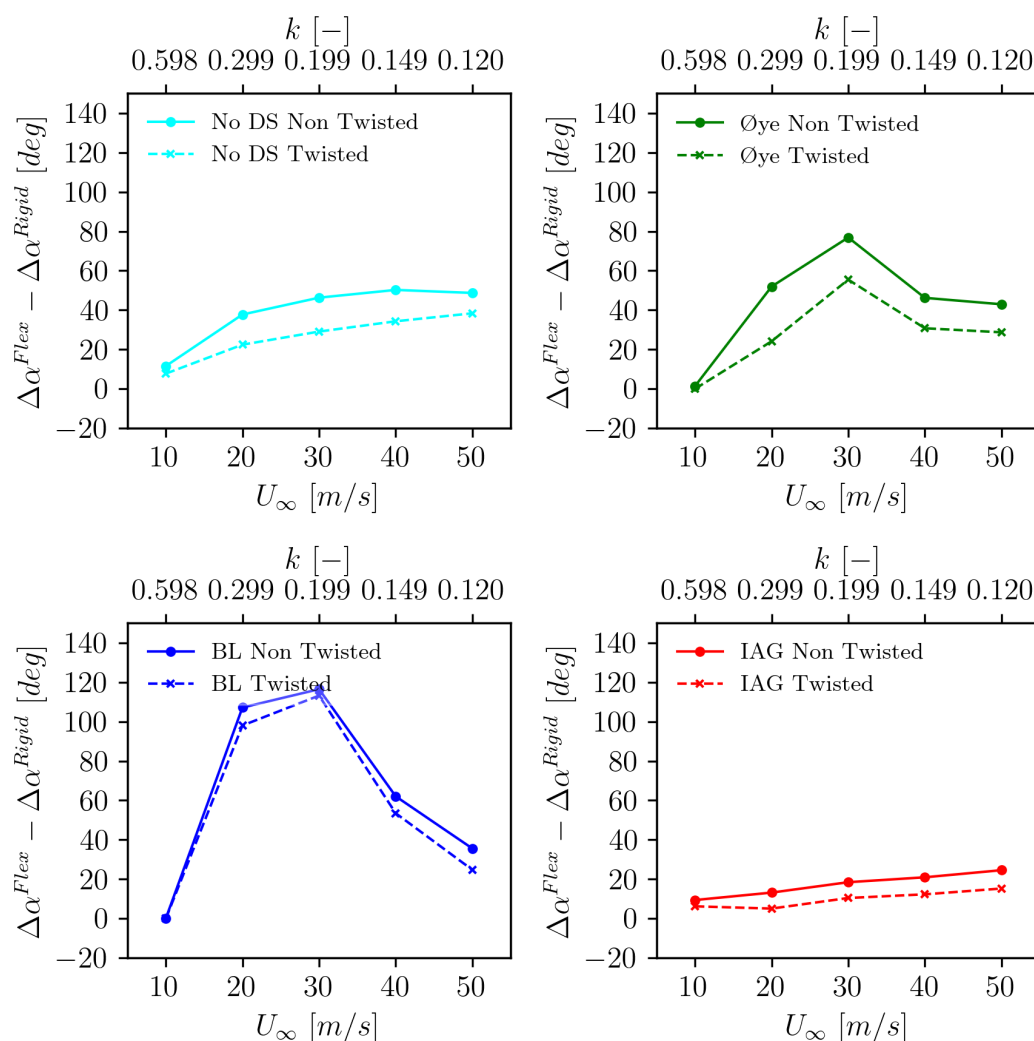 k [−]
0.598 0.299 0.199 0.149 0.120
140
120
100
80
60
40
20
0
−20
Δα^{Flex} − Δα^{Rigid} [deg]
No DS Non Twisted
No DS Twisted
10 20 30 40 50
U_∞ [m/s]
k [−]
0.598 0.299 0.199 0.149 0.120
140
120
100
80
60
40
20
0
−20
Δα^{Flex} − Δα^{Rigid} [deg]
Øye Non Twisted
Øye Twisted
10 20 30 40 50
U_∞ [m/s]
k [−]
0.598 0.299 0.199 0.149 0.120
140
120
100
80
60
40
20
0
−20
Δα^{Flex} − Δα^{Rigid} [deg]
BL Non Twisted
BL Twisted
10 20 30 40 50
U_∞ [m/s]
k [−]
0.598 0.299 0.199 0.149 0.120
140
120
100
80
60
40
20
0
−20
Δα^{Flex} − Δα^{Rigid} [deg]
IAG Non Twisted
IAG Twisted
10 20 30 40 50
U_∞ [m/s]